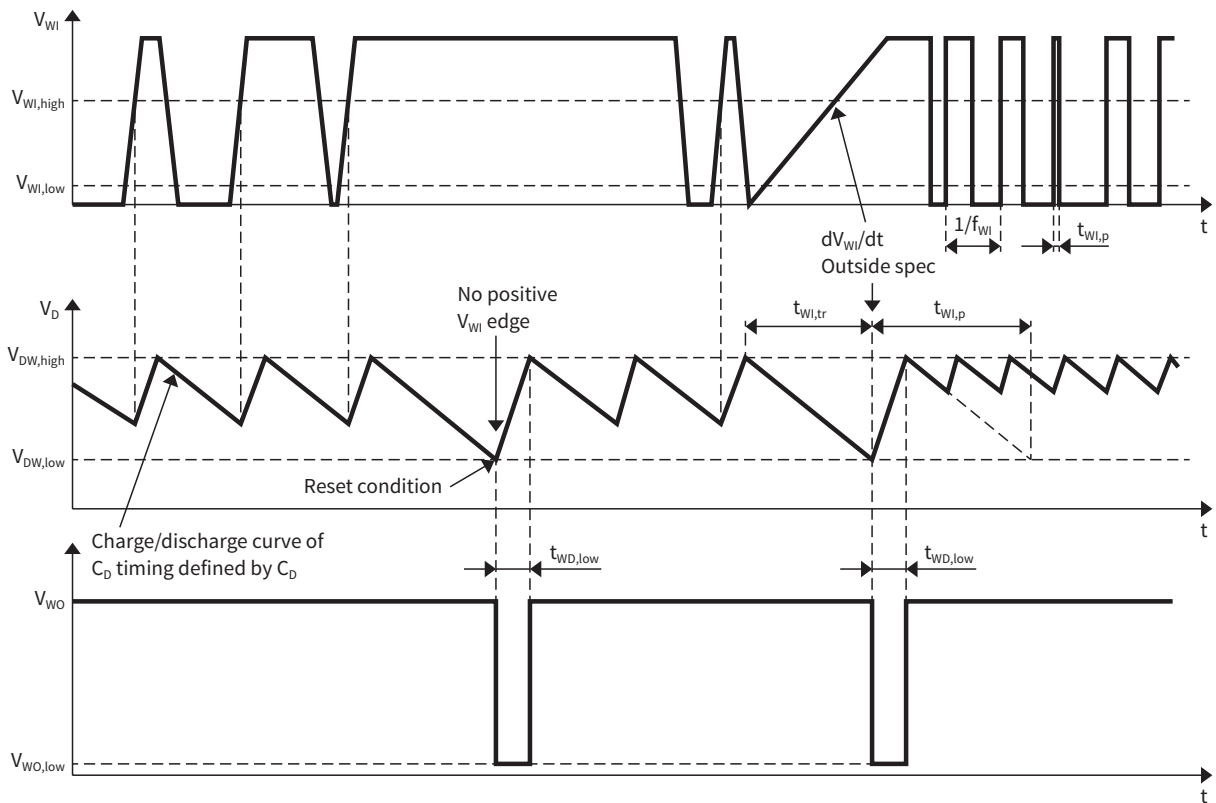 V_WI
V_WI,high
V_WI,low
t
1/f_WI
t_WI,p
dV_WI/dt
Outside spec
V_D
No positive
V_WI edge
t_WI,tr
t_WI,p
V_DW,high
V_DW,low
Reset condition
t
Charge/discharge curve of
C_D timing defined by C_D
t_WD,low
t_WD,low
V_WO
V_WO,low
t